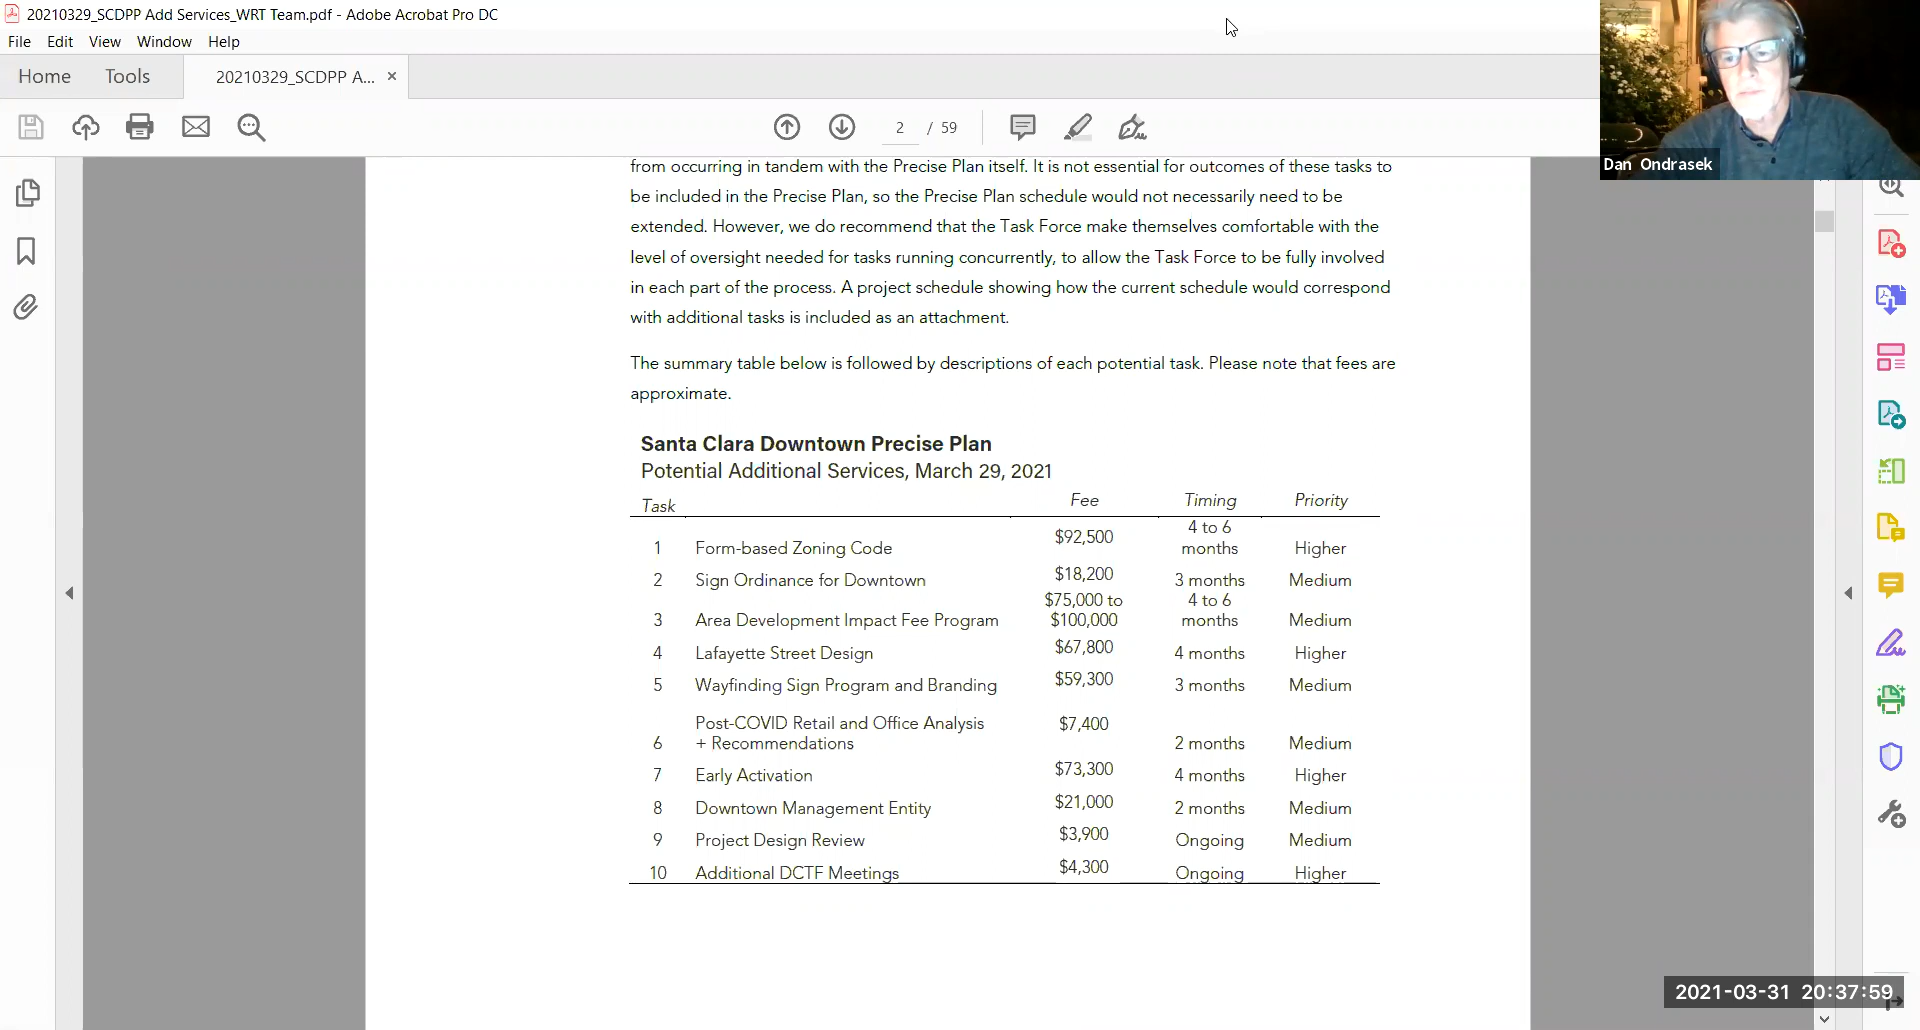 20210329_SCDPP Add Services_WRT Team.pdf - Adobe Acrobat Pro DC
File Edit View Window Help
Home Tools 20210329_SCDPP A... ×
2 / 59
Dan Ondrasek
from occurring in tandem with the Precise Plan itself. It is not essential for outcomes of these tasks to
be included in the Precise Plan, so the Precise Plan schedule would not necessarily need to be
extended. However, we do recommend that the Task Force make themselves comfortable with the
level of oversight needed for tasks running concurrently, to allow the Task Force to be fully involved
in each part of the process. A project schedule showing how the current schedule would correspond
with additional tasks is included as an attachment.
The summary table below is followed by descriptions of each potential task. Please note that fees are
approximate.
Santa Clara Downtown Precise Plan
Potential Additional Services, March 29, 2021
Task Fee Timing Priority
1 Form-based Zoning Code $92,500 4 to 6 months Higher
2 Sign Ordinance for Downtown $18,200 3 months Medium
3 Area Development Impact Fee Program $75,000 to $100,000 4 to 6 months Medium
4 Lafayette Street Design $67,800 4 months Higher
5 Wayfinding Sign Program and Branding $59,300 3 months Medium
6 Post-COVID Retail and Office Analysis + Recommendations $7,400 2 months Medium
7 Early Activation $73,300 4 months Higher
8 Downtown Management Entity $21,000 2 months Medium
9 Project Design Review $3,900 Ongoing Medium
10 Additional DCTF Meetings $4,300 Ongoing Higher
2021-03-31 20:37:59